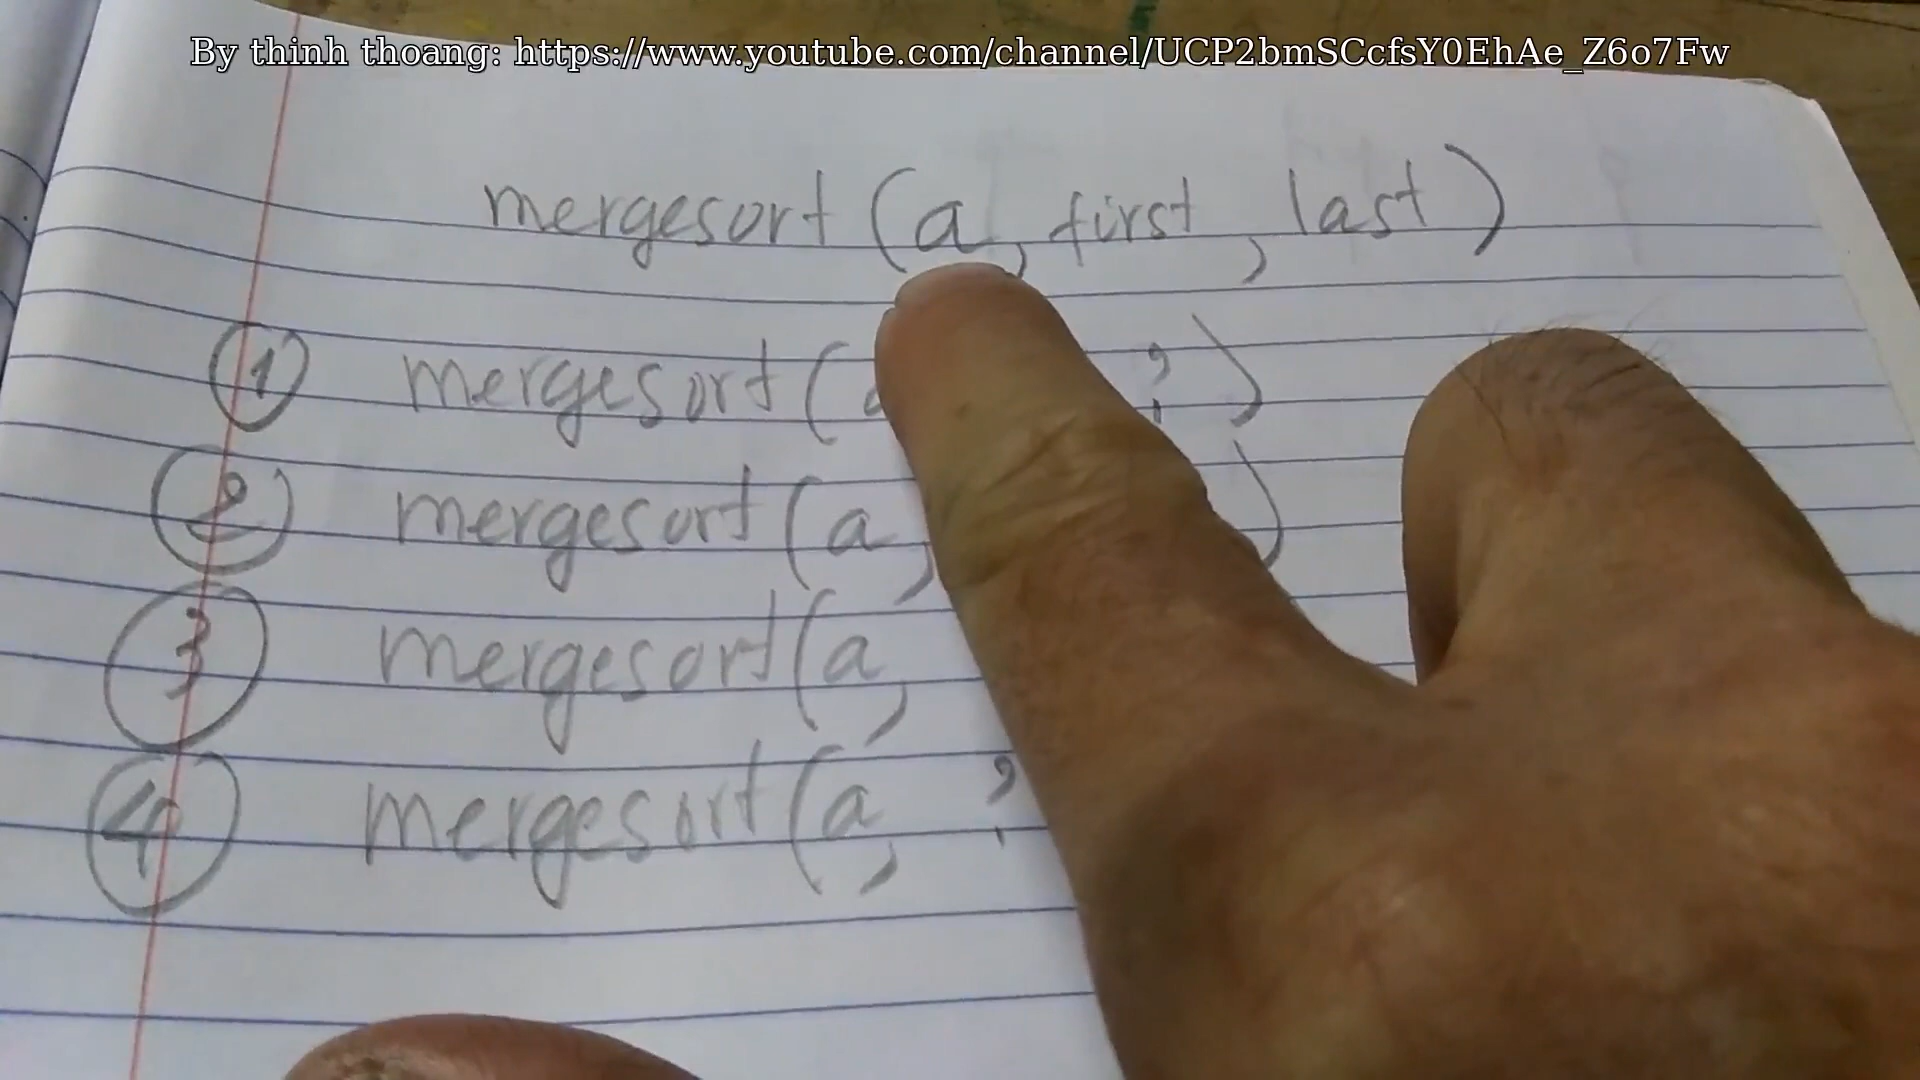 By thinh thoang: https://www.youtube.com/channel/UCP2bmSCcfsY0EhAe_Z6o7Fw
mergesort (a, first, last)
1 mergesort ( , )
2 mergesort (a, )
3 mergesort (a,
4 mergesort (a,